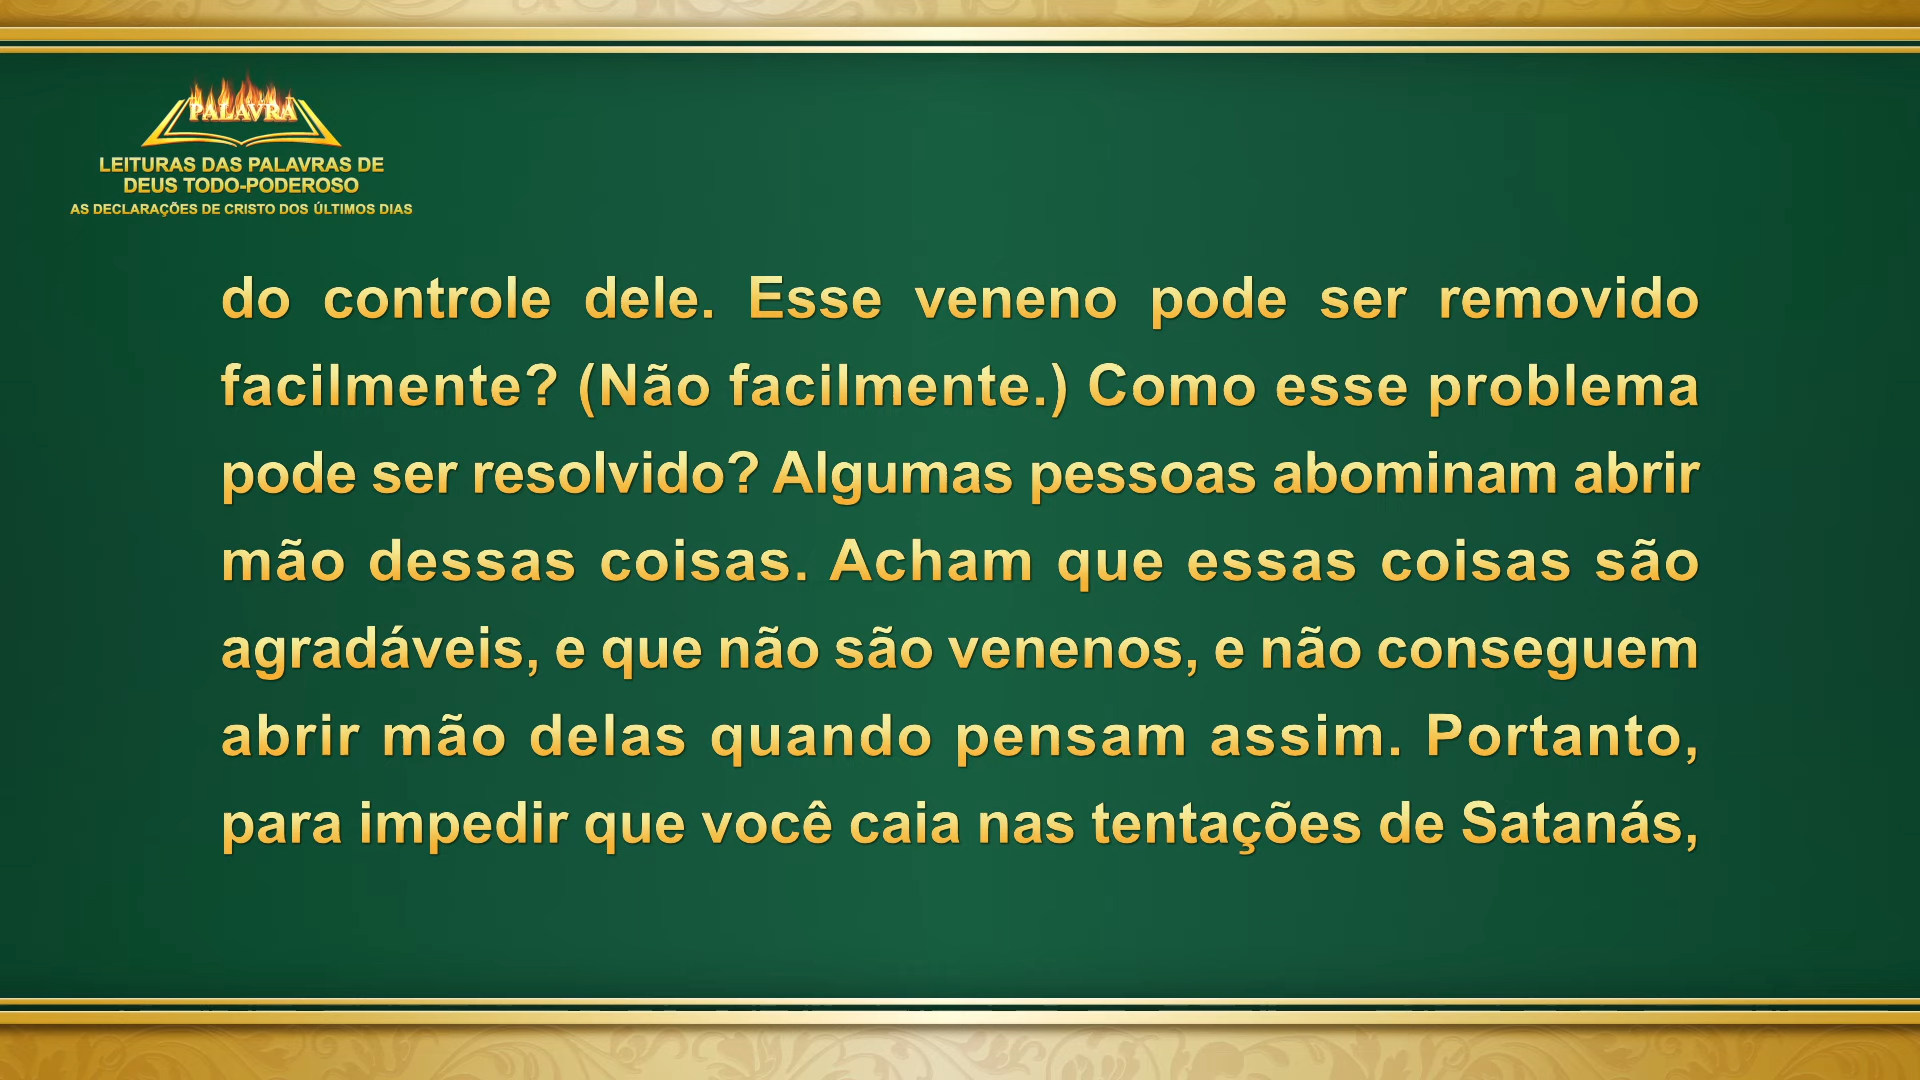 PALAVRA
LEITURAS DAS PALAVRAS DE
DEUS TODO-PODEROSO
AS DECLARAÇÕES DE CRISTO DOS ÚLTIMOS DIAS
do controle dele. Esse veneno pode ser removido
facilmente? (Não facilmente.) Como esse problema
pode ser resolvido? Algumas pessoas abominam abrir
mão dessas coisas. Acham que essas coisas são
agradáveis, e que não são venenos, e não conseguem
abrir mão delas quando pensam assim. Portanto,
para impedir que você caia nas tentações de Satanás,